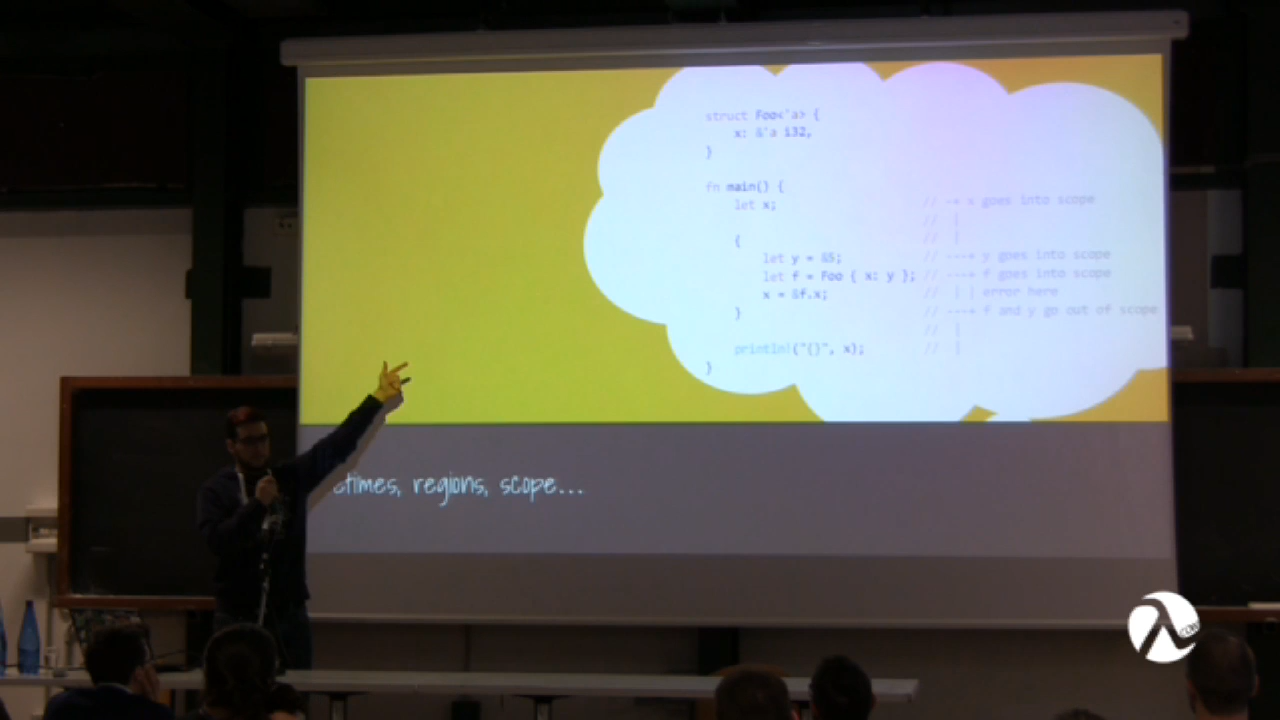 struct Foo<'a> {
x: &'a i32,
}
fn main() {
let x; // -+ x goes into scope
// |
{ // |
let y = &5; // ---+ y goes into scope
let f = Foo { x: y }; // ---+ f goes into scope
x = &f.x; // | | error here
} // ---+ f and y go out of scope
// |
println!("{}", x); // |
}
etimes, regions, scope...
λ